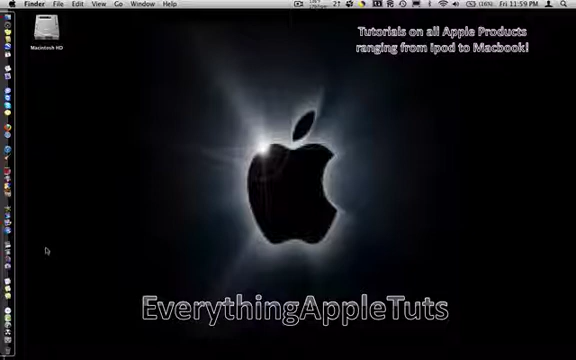 Finder File Edit View Go Window Help
(16%) Fri 11:59 PM
Macintosh HD
Tutorials on all Apple Products
ranging from Ipod to Macbook!
EverythingAppleTuts